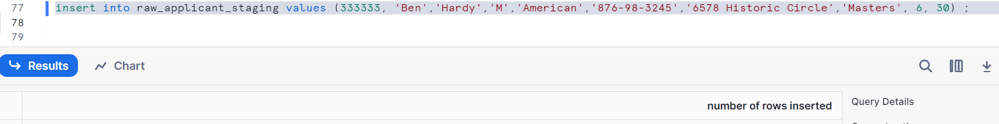 77 insert into raw_applicant_staging values (333333, 'Ben','Hardy','M','American','876-98-3245','6578 Historic Circle','Masters', 6, 30) ;
78
79
Results Chart
number of rows inserted
Query Details